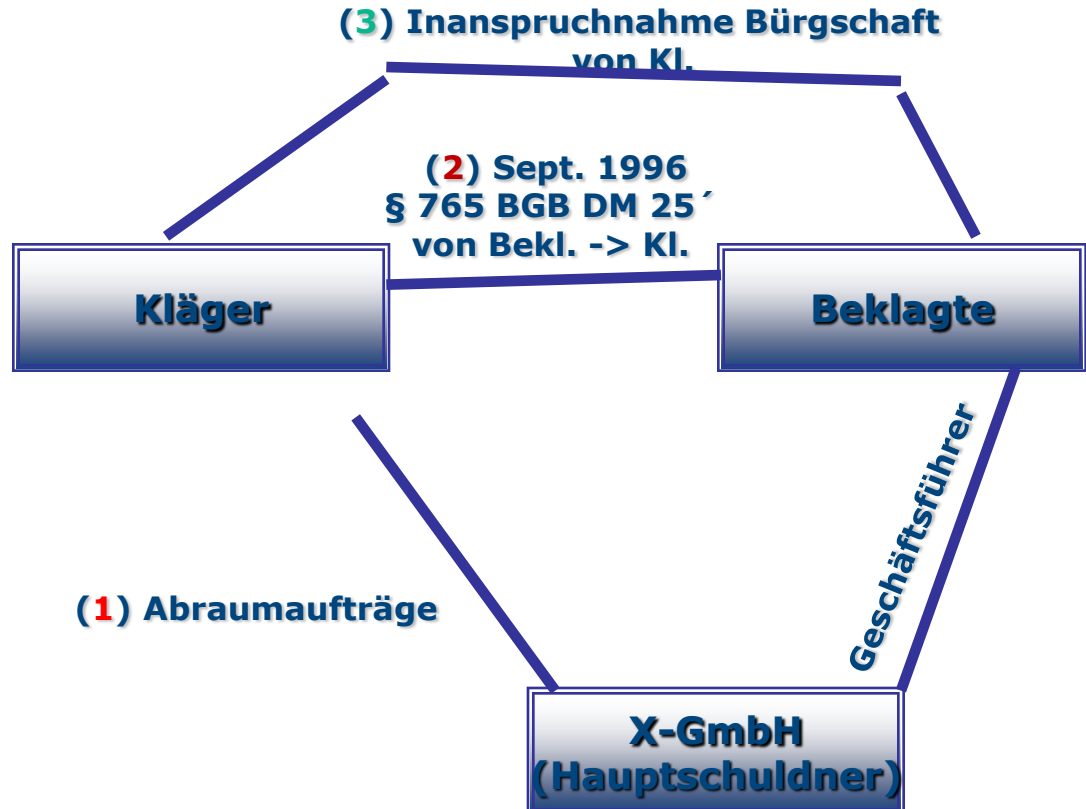 (3) Inanspruchnahme Bürgschaft
von Kl.
(2) Sept. 1996
§ 765 BGB DM 25´
von Bekl. -> Kl.
Kläger
Beklagte
Geschäftsführer
(1) Abraumaufträge
X-GmbH
(Hauptschuldner)